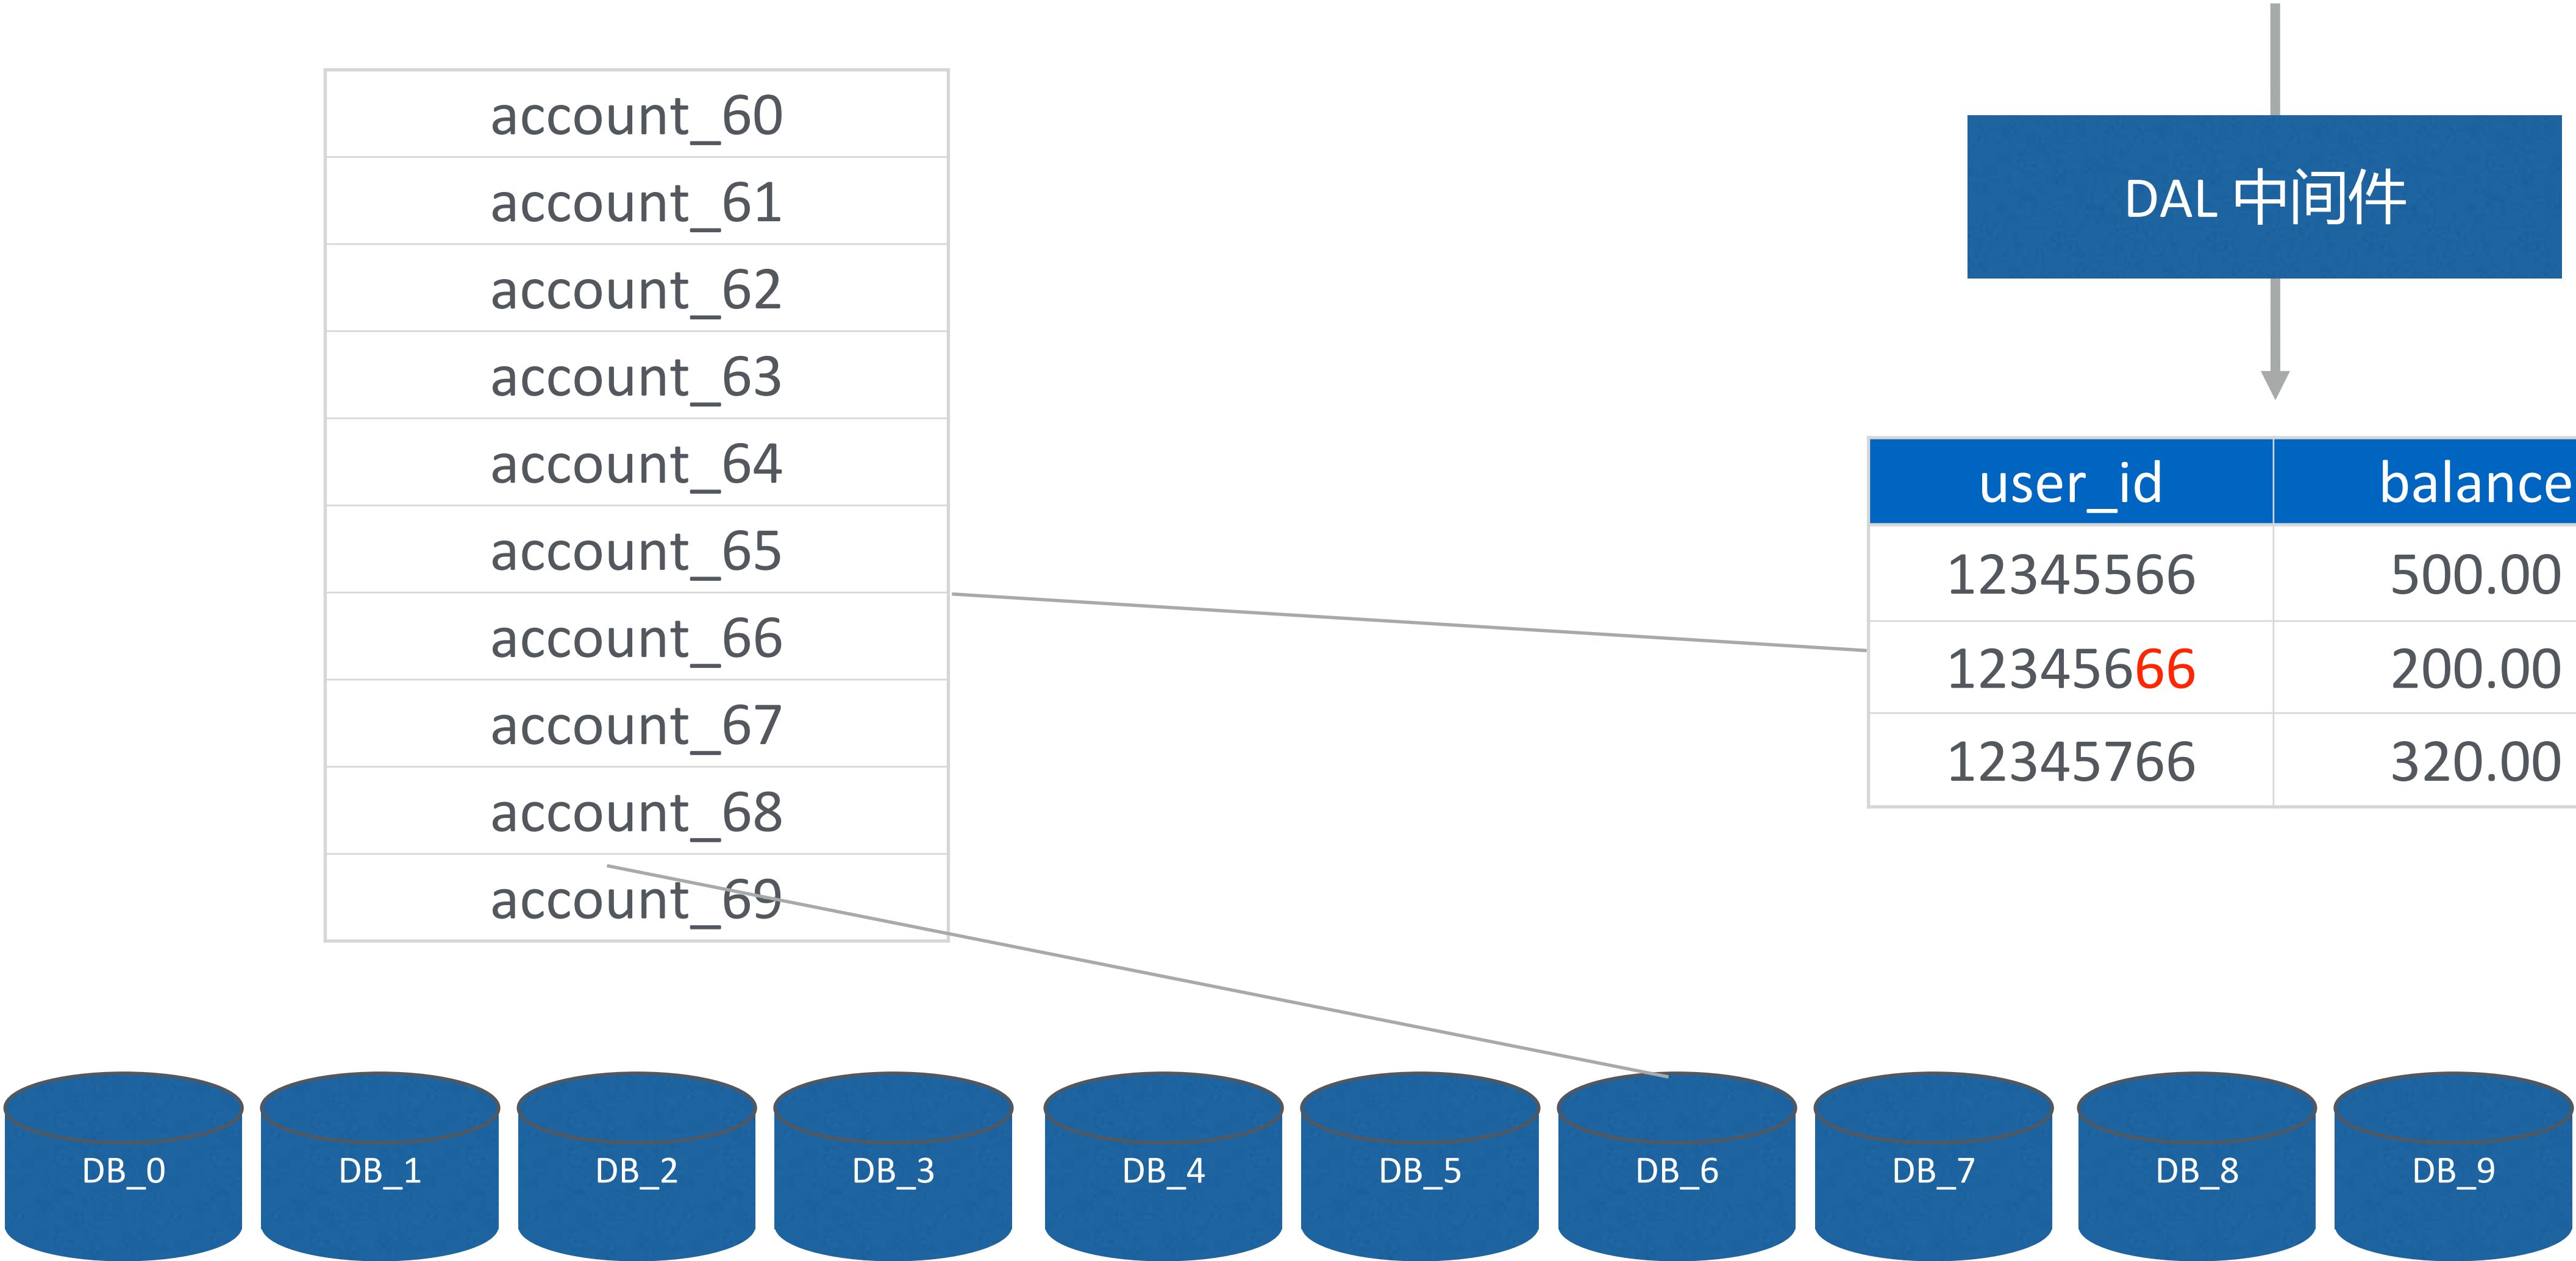 account_60
account_61
account_62
account_63
account_64
account_65
account_66
account_67
account_68
account_69
DAL 中间件
user_id balance
12345566 500.00
12345666 200.00
12345766 320.00
DB_0 DB_1 DB_2 DB_3 DB_4 DB_5 DB_6 DB_7 DB_8 DB_9